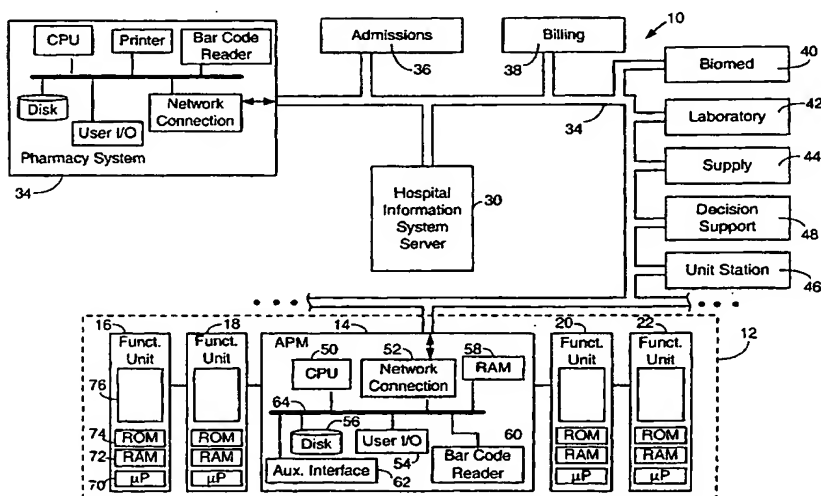 CPU
Printer
Bar Code
Reader
Disk
User I/O
Network
Connection
Pharmacy System
34
Admissions
36
Billing
38
10
Biomed
40
Laboratory
42
34
Supply
44
Hospital
Information
System
Server
30
Decision
Support
48
Unit Station
46
12
16
Funct.
Unit
76
74
ROM
72
RAM
70
µP
18
Funct.
Unit
ROM
RAM
µP
14
APM
50
CPU
52
Network
Connection
58
RAM
64
56
Disk
User I/O
54
60
Bar Code
Reader
Aux. Interface
62
20
Funct.
Unit
ROM
RAM
µP
22
Funct.
Unit
ROM
RAM
µP